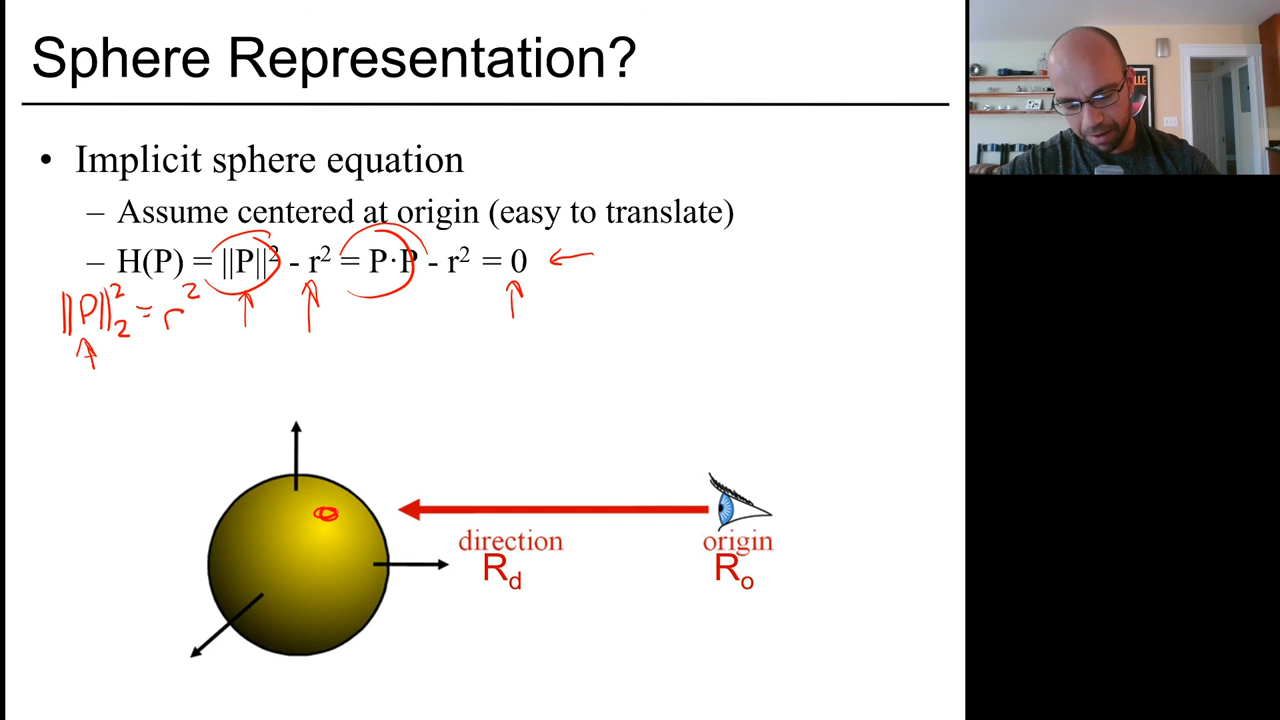 Sphere Representation?
• Implicit sphere equation
– Assume centered at origin (easy to translate)
– H(P) = ||P||² - r² = P·P - r² = 0
||P||₂² = r²
direction
R_d
origin
R_o
LLE